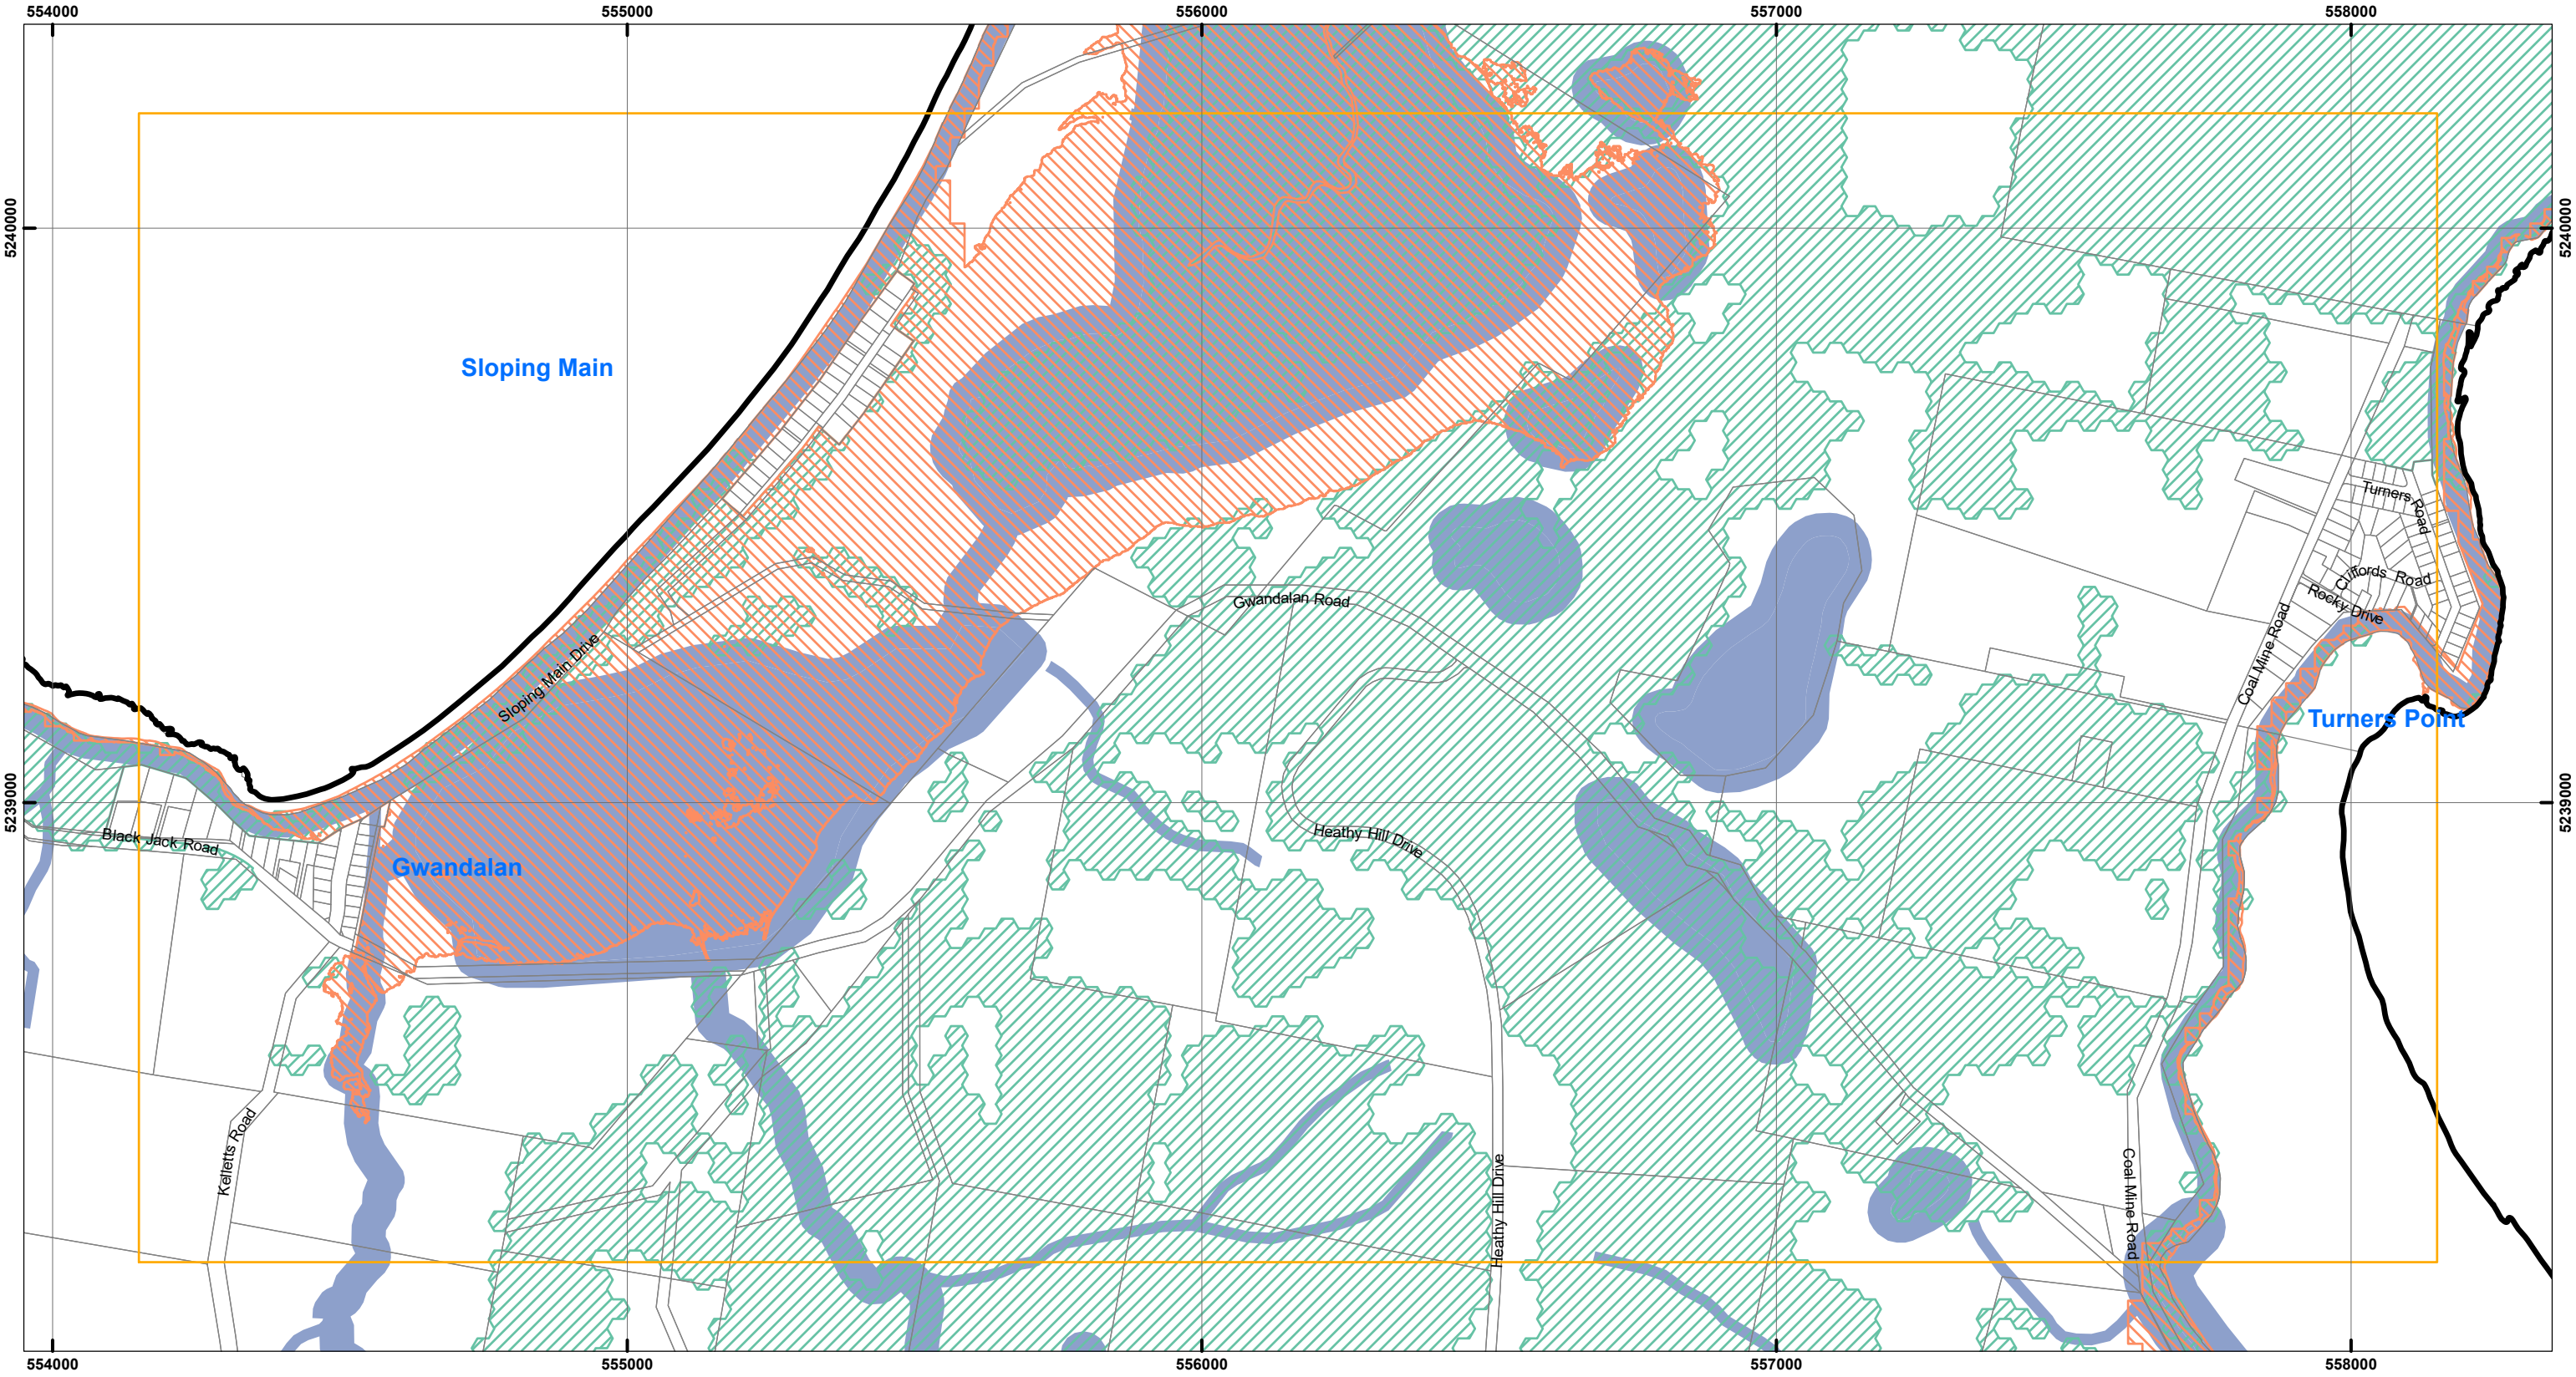 554000 555000 556000 557000 558000
5240000 5240000
Sloping Main
Turners Road
Cliffords Road
Rocky Drive
Gwandalan Road
Coal Mine Road
Sloping Main Drive
Turners Point
5239000 5239000
Black Jack Road
Heathy Hill Drive
Gwandalan
Kelletts Road
Heathy Hill Drive
Coal Mine Road
554000 555000 556000 557000 558000